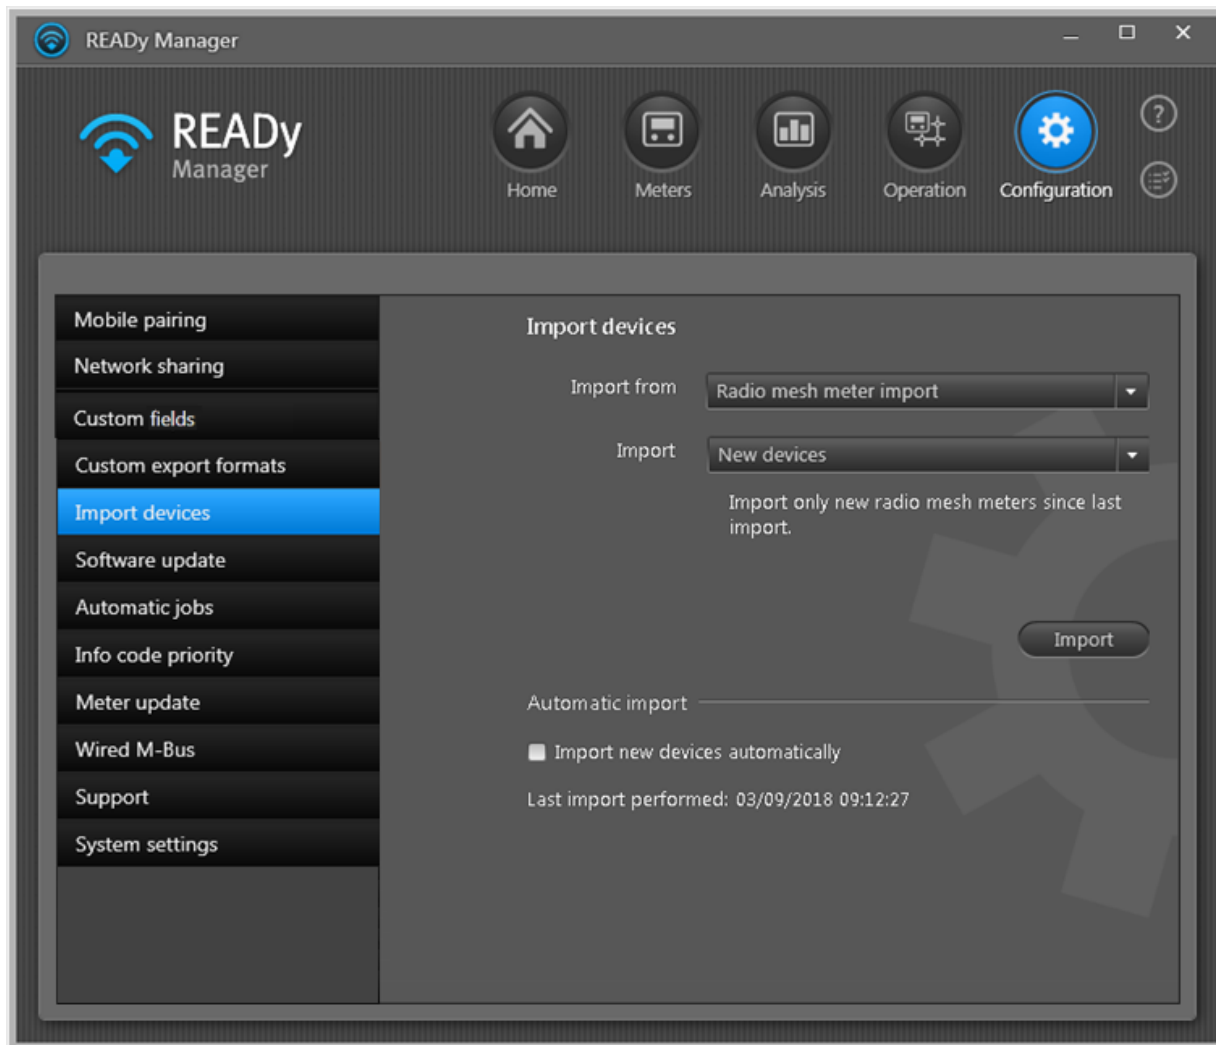 READy Manager
READy
Manager
Home
Meters
Analysis
Operation
Configuration
?
Mobile pairing
Network sharing
Custom fields
Custom export formats
Import devices
Software update
Automatic jobs
Info code priority
Meter update
Wired M-Bus
Support
System settings
Import devices
Import from
Radio mesh meter import
Import
New devices
Import only new radio mesh meters since last
import.
Import
Automatic import
Import new devices automatically
Last import performed: 03/09/2018 09:12:27